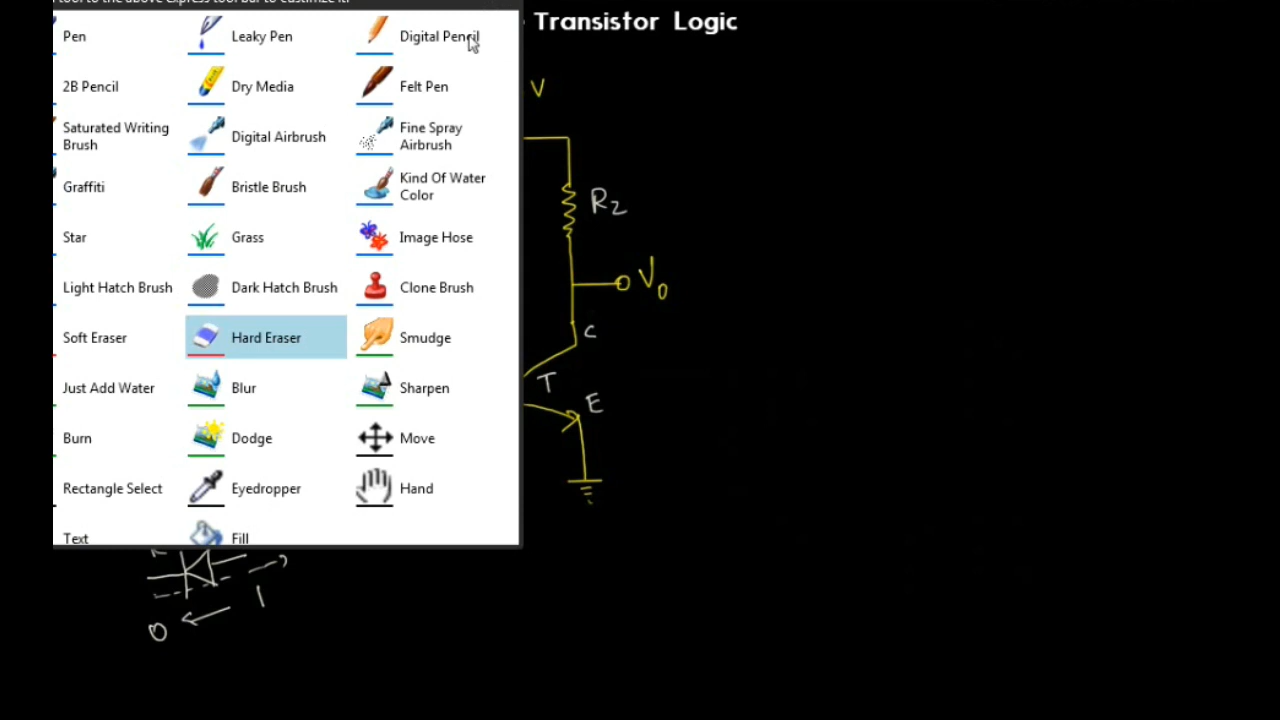 Transistor Logic
Pen Leaky Pen Digital Pencil
2B Pencil Dry Media Felt Pen
Saturated Writing Brush Digital Airbrush Fine Spray Airbrush
Graffiti Bristle Brush Kind Of Water Color
Star Grass Image Hose
Light Hatch Brush Dark Hatch Brush Clone Brush
Soft Eraser Hard Eraser Smudge
Just Add Water Blur Sharpen
Burn Dodge Move
Rectangle Select Eyedropper Hand
Text Fill
V
R2
V0
C
T
E
1
0